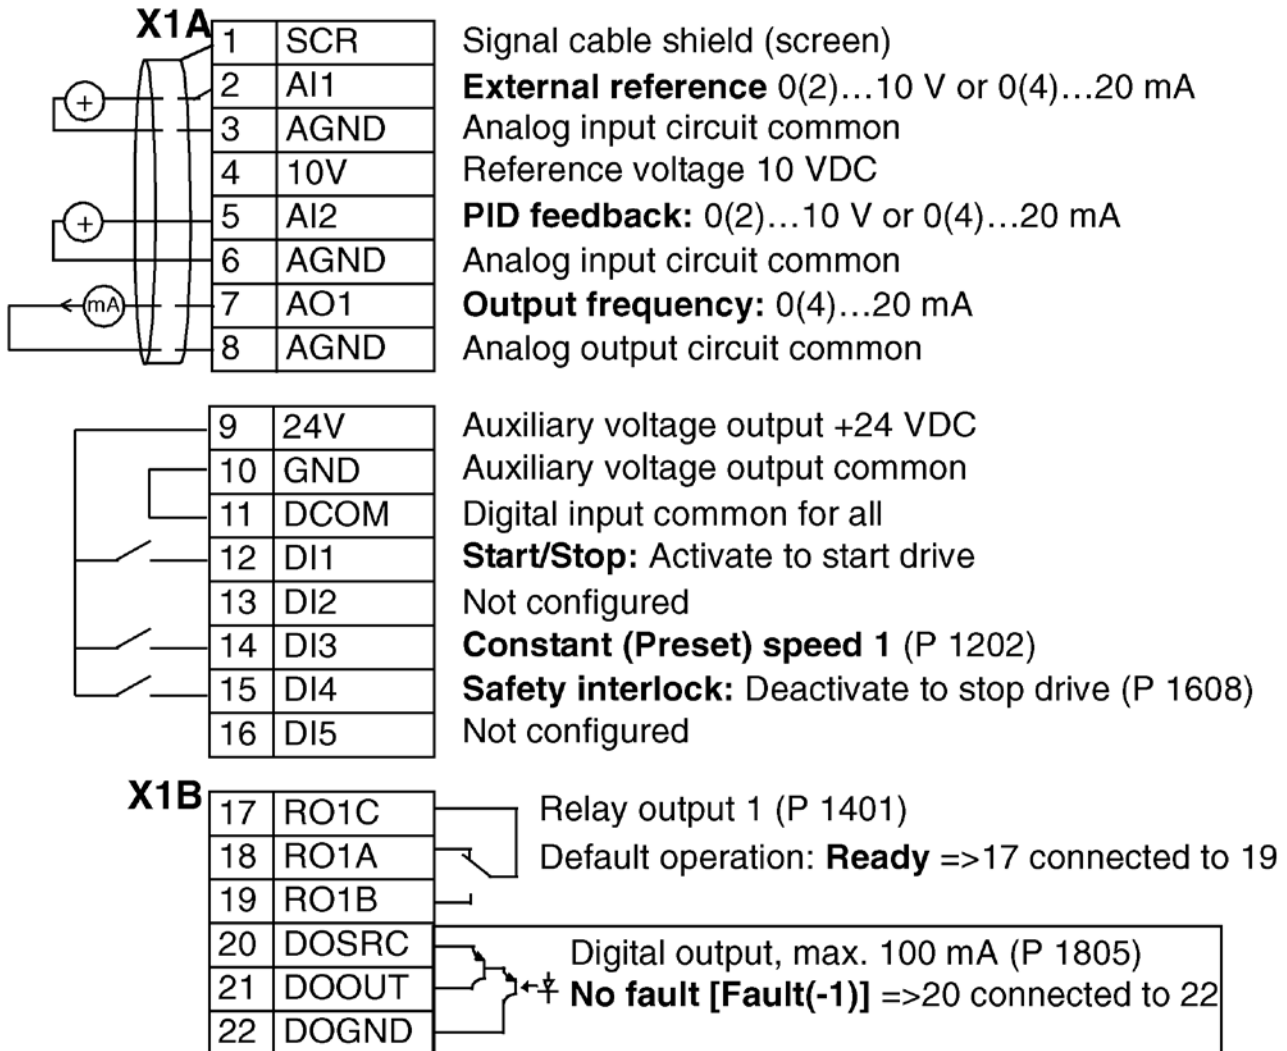 X1A
1 SCR Signal cable shield (screen)
2 AI1 External reference 0(2)...10 V or 0(4)...20 mA
+
3 AGND Analog input circuit common
4 10V Reference voltage 10 VDC
+ 5 AI2 PID feedback: 0(2)...10 V or 0(4)...20 mA
6 AGND Analog input circuit common
mA 7 AO1 Output frequency: 0(4)...20 mA
8 AGND Analog output circuit common
9 24V Auxiliary voltage output +24 VDC
10 GND Auxiliary voltage output common
11 DCOM Digital input common for all
12 DI1 Start/Stop: Activate to start drive
13 DI2 Not configured
14 DI3 Constant (Preset) speed 1 (P 1202)
15 DI4 Safety interlock: Deactivate to stop drive (P 1608)
16 DI5 Not configured
X1B
17 RO1C Relay output 1 (P 1401)
18 RO1A Default operation: Ready =>17 connected to 19
19 RO1B
20 DOSRC Digital output, max. 100 mA (P 1805)
21 DOOUT No fault [Fault(-1)] =>20 connected to 22
22 DOGND